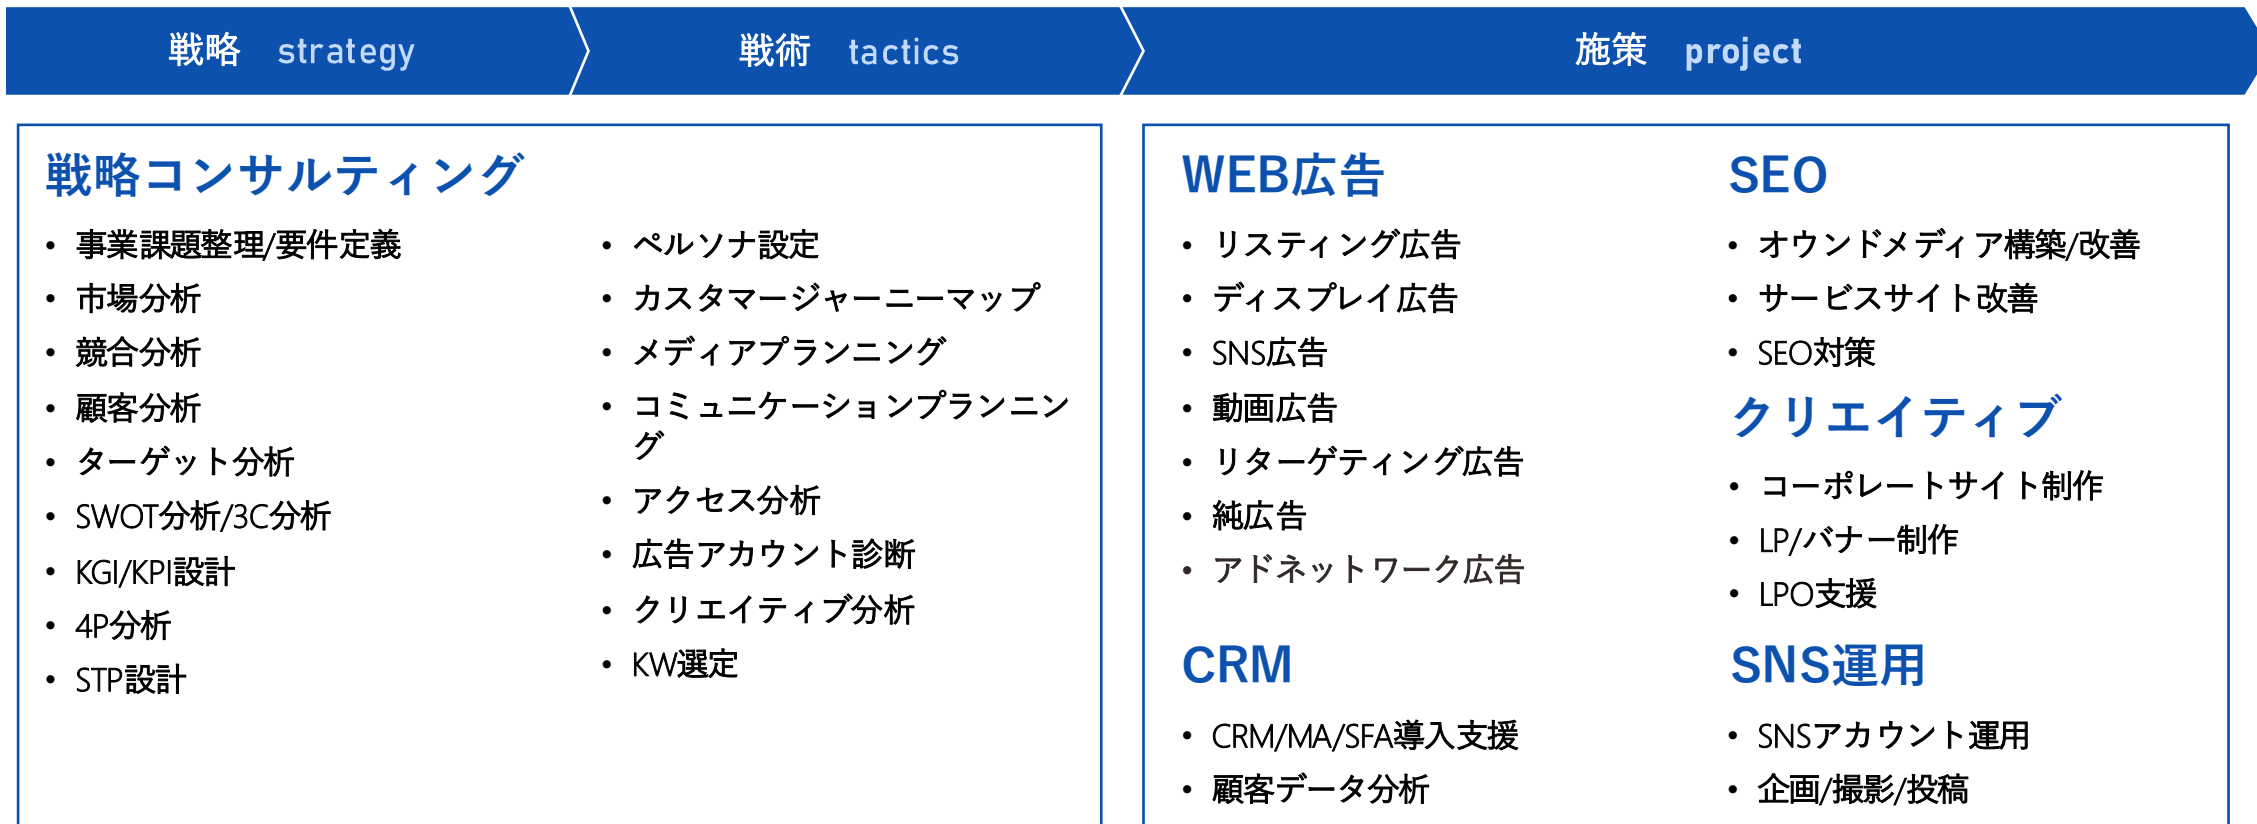 戦略 strategy
戦術 tactics
施策 project
戦略コンサルティング
• 事業課題整理/要件定義
• 市場分析
• 競合分析
• 顧客分析
• ターゲット分析
• SWOT分析/3C分析
• KGI/KPI設計
• 4P分析
• STP設計
• ペルソナ設定
• カスタマージャーニーマップ
• メディアプランニング
• コミュニケーションプランニン
グ
• アクセス分析
• 広告アカウント診断
• クリエイティブ分析
• KW選定
WEB広告
• リスティング広告
• ディスプレイ広告
• SNS広告
• 動画広告
• リターゲティング広告
• 純広告
• アドネットワーク広告
CRM
• CRM/MA/SFA導入支援
• 顧客データ分析
SEO
• オウンドメディア構築/改善
• サービスサイト改善
• SEO対策
クリエイティブ
• コーポレートサイト制作
• LP/バナー制作
• LPO支援
SNS運用
• SNSアカウント運用
• 企画/撮影/投稿